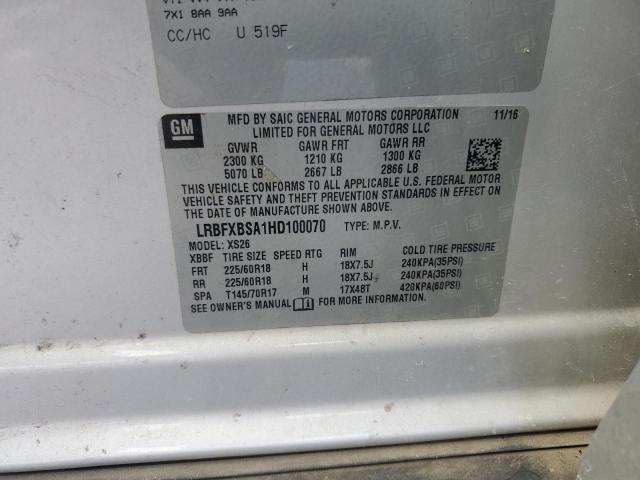 7X1 8AA 9AA
CC/HC U 519F
GM
MFD BY SAIC GENERAL MOTORS CORPORATION 11/16
LIMITED FOR GENERAL MOTORS LLC
GVWR GAWR FRT GAWR RR
2300 KG 1210 KG 1300 KG
5070 LB 2667 LB 2866 LB
THIS VEHICLE CONFORMS TO ALL APPLICABLE U.S. FEDERAL MOTOR
VEHICLE SAFETY AND THEFT PREVENTION STANDARDS IN EFFECT ON
THE DATE OF MANUFACTURE SHOWN ABOVE.
LRBFXBSA1HD100070 TYPE: M.P.V.
MODEL: XS26
XBBF TIRE SIZE SPEED RTG RIM COLD TIRE PRESSURE
FRT 225/60R18 H 18X7.5J 240KPA(35PSI)
RR 225/60R18 H 18X7.5J 240KPA(35PSI)
SPA T145/70R17 M 17X4BT 420KPA(60PSI)
SEE OWNER'S MANUAL FOR MORE INFORMATION.